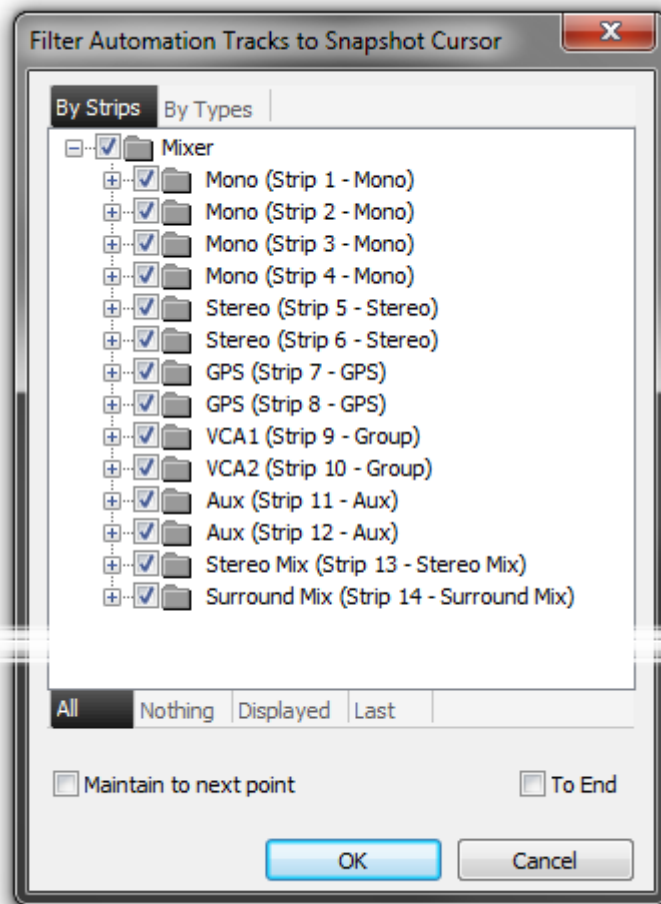 Filter Automation Tracks to Snapshot Cursor
By Strips By Types
Mixer
Mono (Strip 1 - Mono)
Mono (Strip 2 - Mono)
Mono (Strip 3 - Mono)
Mono (Strip 4 - Mono)
Stereo (Strip 5 - Stereo)
Stereo (Strip 6 - Stereo)
GPS (Strip 7 - GPS)
GPS (Strip 8 - GPS)
VCA1 (Strip 9 - Group)
VCA2 (Strip 10 - Group)
Aux (Strip 11 - Aux)
Aux (Strip 12 - Aux)
Stereo Mix (Strip 13 - Stereo Mix)
Surround Mix (Strip 14 - Surround Mix)
All Nothing Displayed Last
Maintain to next point To End
OK Cancel